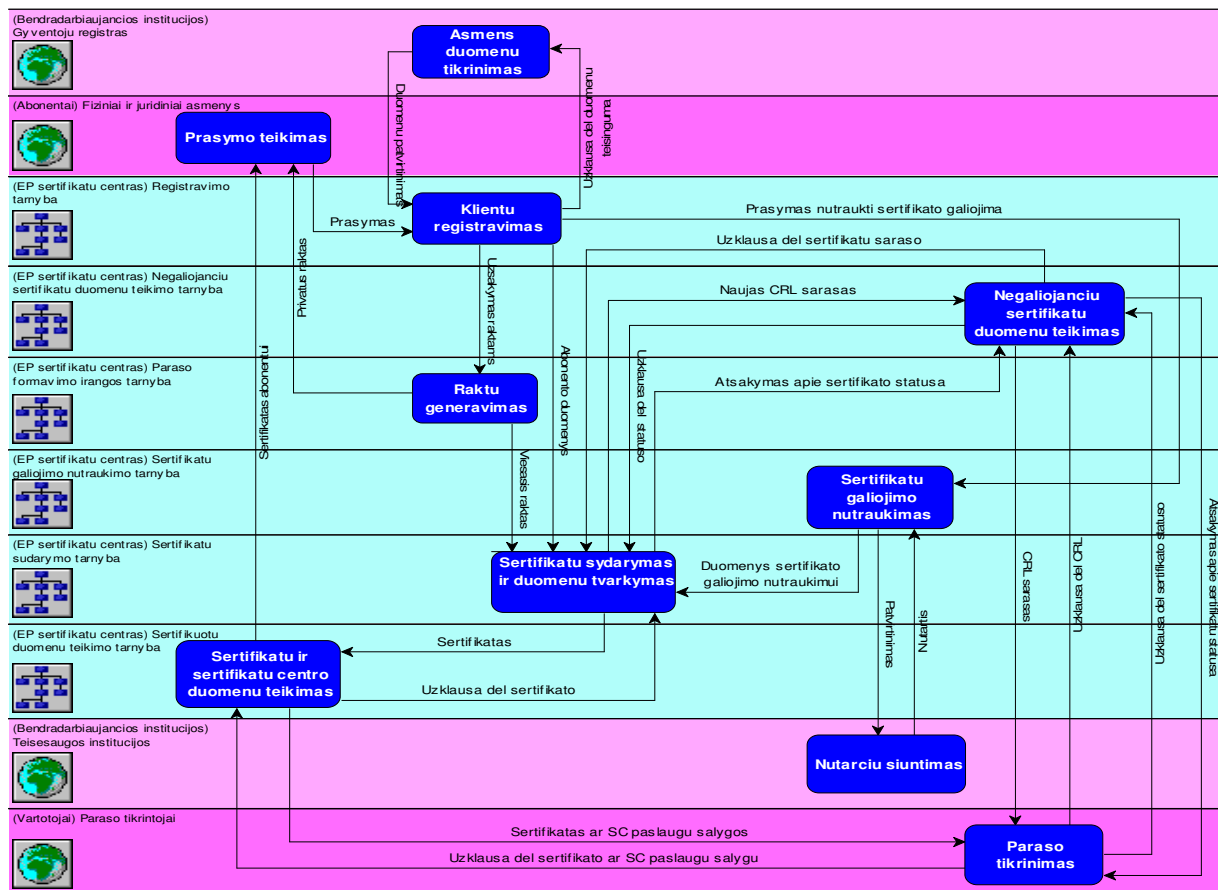 (Bendradarbiaujancios institucijos)
Gyventoju registras
Asmens
duomenu
tikrinimas
Duomenu patvirtinimas
Uzklausa del duomenu
teisinguma
(Abonentai) Fiziniai ir juridiniai asmenys
Prasymo teikimas
(EP sertifikatu centras) Registravimo
tarnyba
Klientu
registravimas
Prasymas
Prasymas nutraukti sertifikato galiojima
Uzklausa del sertifikatu saraso
Privatus raktas
Uzsakymas raktams
(EP sertifikatu centras) Negaliojanciu
sertifikatu duomenu teikimo tarnyba
Naujas CRL sarasas
Negaliojanciu
sertifikatu
duomenu teikimas
Sertifikatas abonentui
Abonento duomenys
Uzklausa del statuso
(EP sertifikatu centras) Paraso
formavimo irangos tarnyba
Raktu
generavimas
Atsakymas apie sertifikato statusa
Viesasis raktas
(EP sertifikatu centras) Sertifikatu
galiojimo nutraukimo tarnyba
Sertifikatu
galiojimo
nutraukimas
(EP sertifikatu centras) Sertifikatu
sudarymo tarnyba
Sertifikatu sydarymas
ir duomenu tvarkymas
Duomenys sertifikato
galiojimo nutraukimui
Patvirtinimas
Nutartis
CRL sarasas
Uzklausa del CRL
Uzklausa del sertifikato statuso
Atsakymas apie sertifikatu statusa
(EP sertifikatu centras) Sertifikuotu
duomenu teikimo tarnyba
Sertifikatu ir
sertifikatu centro
duomenu teikimas
Sertifikatas
Uzklausa del sertifikato
(Bendradarbiaujancios institucijos)
Teisesaugos institucijos
Nutarciu siuntimas
(Vartotojai) Paraso tikrintojai
Sertifikatas ar SC paslaugu salygos
Uzklausa del sertifikato ar SC paslaugu salygu
Paraso
tikrinimas